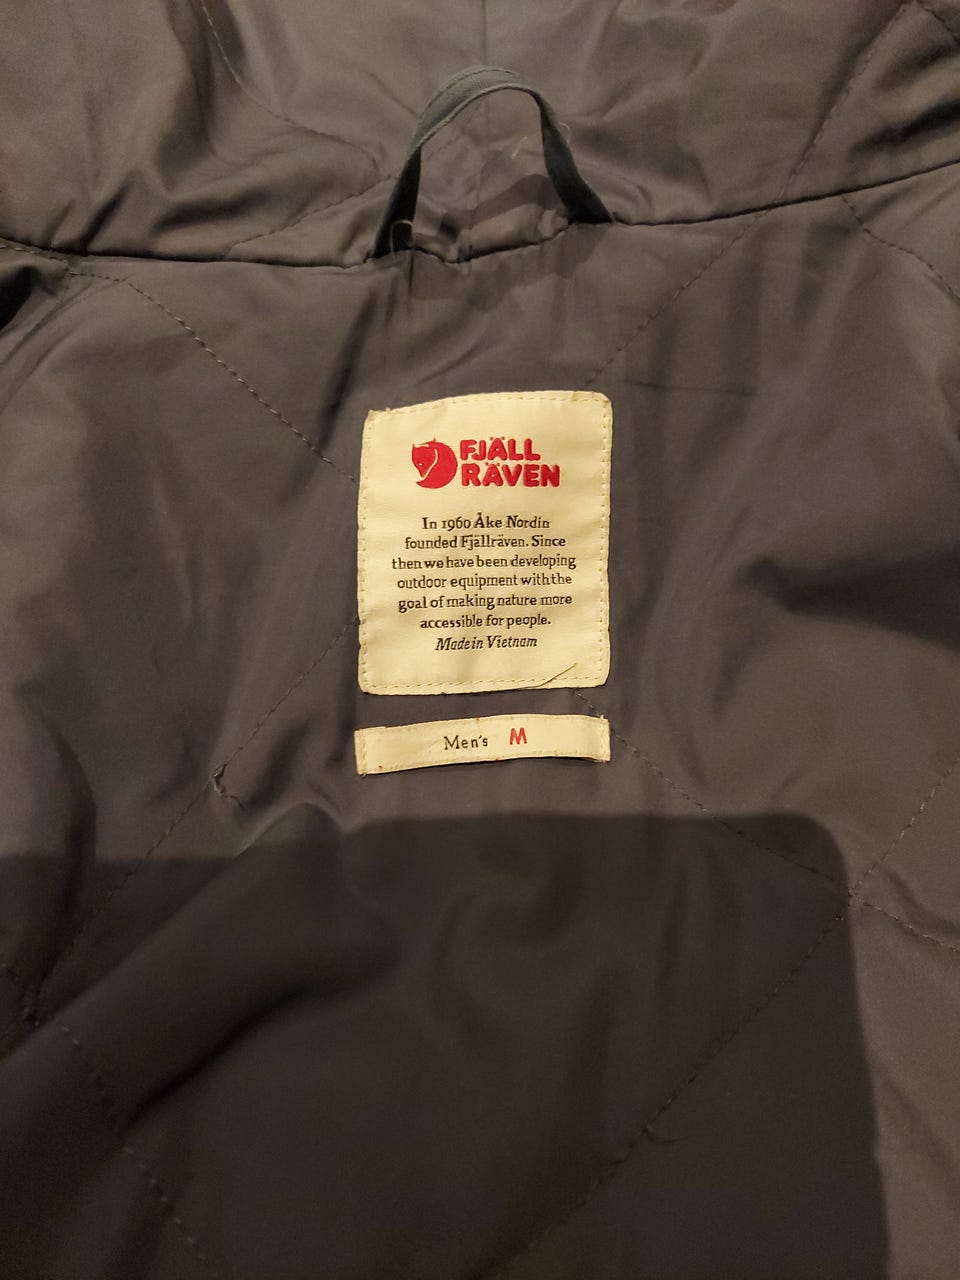 FJÄLL
RÄVEN
In 1960 Åke Nordin
founded Fjällräven. Since
then we have been developing
outdoor equipment with the
goal of making nature more
accessible for people.
Made in Vietnam
Men's M